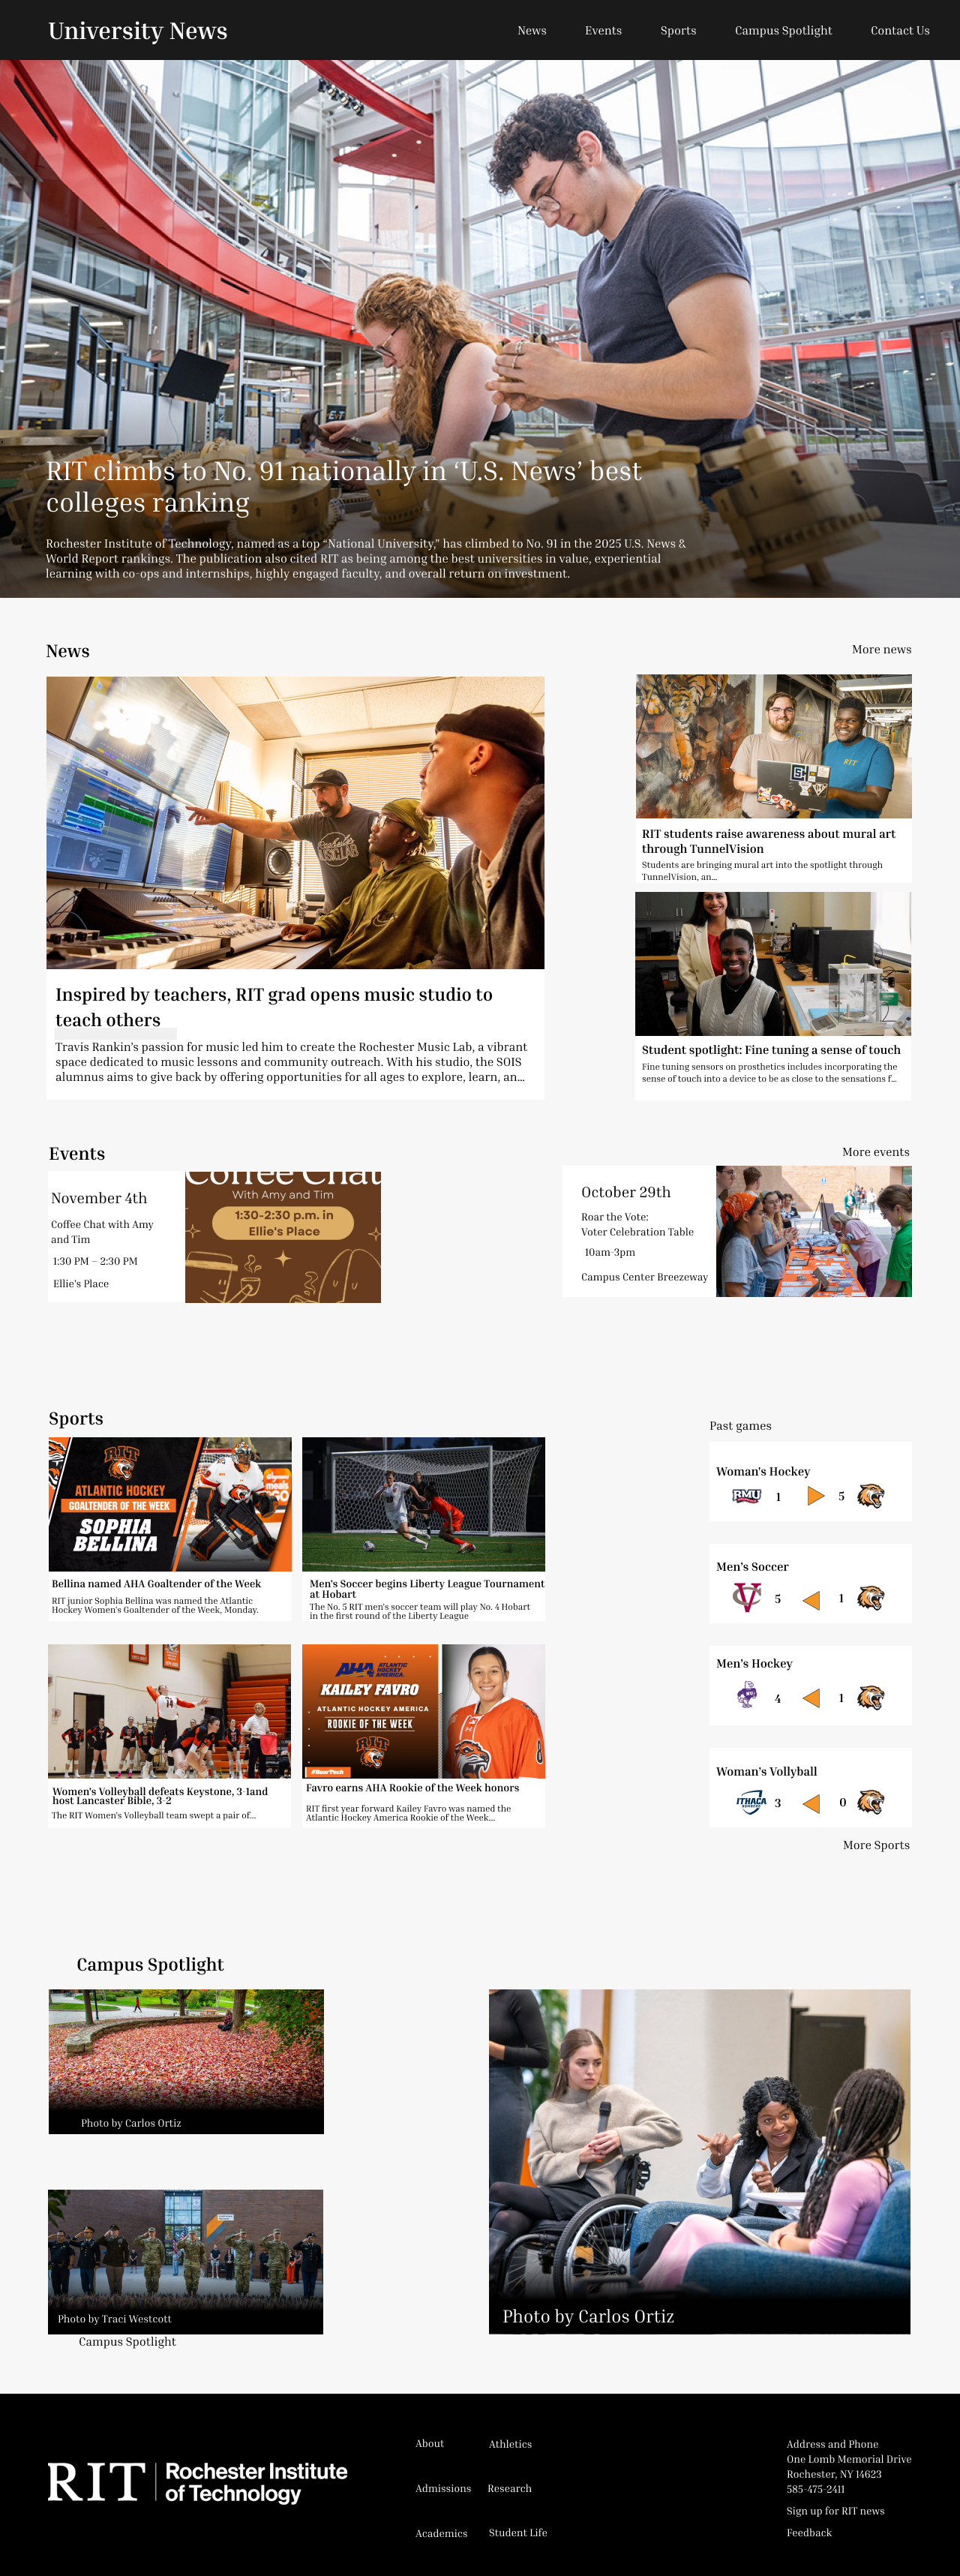 University News
News
Events
Sports
Campus Spotlight
Contact Us
RIT climbs to No. 91 nationally in ‘U.S. News’ best
colleges ranking
Rochester Institute of Technology, named as a top “National University,” has climbed to No. 91 in the 2025 U.S. News &
World Report rankings. The publication also cited RIT as being among the best universities in value, experiential
learning with co-ops and internships, highly engaged faculty, and overall return on investment.
News
More news
Inspired by teachers, RIT grad opens music studio to
teach others
Travis Rankin’s passion for music led him to create the Rochester Music Lab, a vibrant
space dedicated to music lessons and community outreach. With his studio, the SOIS
alumnus aims to give back by offering opportunities for all ages to explore, learn, an...
RIT
RIT students raise awareness about mural art
through TunnelVision
Students are bringing mural art into the spotlight through
TunnelVision, an...
Student spotlight: Fine tuning a sense of touch
Fine tuning sensors on prosthetics includes incorporating the
sense of touch into a device to be as close to the sensations f...
Events
More events
November 4th
Coffee Chat with Amy
and Tim
1:30 PM – 2:30 PM
Ellie’s Place
Coffee Chat
With Amy and Tim
1:30-2:30 p.m. in
Ellie's Place
October 29th
Roar the Vote:
Voter Celebration Table
10am-3pm
Campus Center Breezeway
Sports
RIT
ATLANTIC HOCKEY
GOALTENDER OF THE WEEK
SOPHIA
BELLINA
Bellina named AHA Goaltender of the Week
RIT junior Sophia Bellina was named the Atlantic
Hockey Women's Goaltender of the Week, Monday.
Men’s Soccer begins Liberty League Tournament
at Hobart
The No. 5 RIT men's soccer team will play No. 4 Hobart
in the first round of the Liberty League
Women's Volleyball defeats Keystone, 3-1and
host Lancaster Bible, 3-2
The RIT Women's Volleyball team swept a pair of...
AHA ATLANTIC
HOCKEY
AMERICA
KAILEY FAVRO
ATLANTIC HOCKEY AMERICA
ROOKIE OF THE WEEK
RIT
#RoarTech
Favro earns AHA Rookie of the Week honors
RIT first year forward Kailey Favro was named the
Atlantic Hockey America Rookie of the Week...
Past games
Woman’s Hockey
RMU 1 5
Men’s Soccer
VC 5 1
Men’s Hockey
4 1
Woman’s Vollyball
ITHACA
BOMBERS 3 0
More Sports
Campus Spotlight
Photo by Carlos Ortiz
Photo by Traci Westcott
Campus Spotlight
Photo by Carlos Ortiz
RIT Rochester Institute
of Technology
About
Athletics
Admissions
Research
Academics
Student Life
Address and Phone
One Lomb Memorial Drive
Rochester, NY 14623
585-475-2411
Sign up for RIT news
Feedback